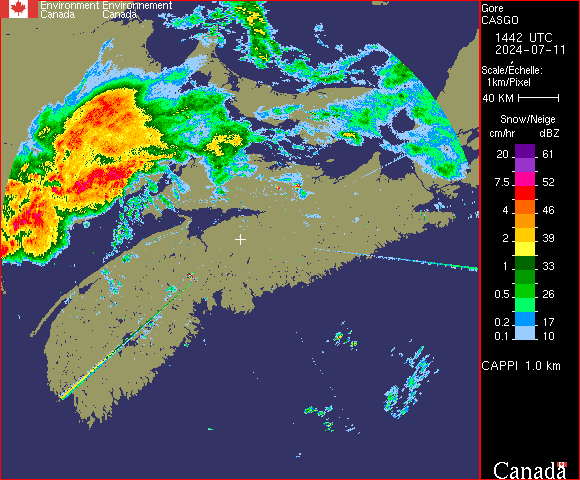 Environment Environnement
Canada Canada
Gore
CASGO
1442 UTC
2024-07-11
Scale/Echelle:
1km/Pixel
40 KM
Snow/Neige
cm/hr dBZ
20 61
7.5 52
4 46
2 39
1 33
0.5 26
0.2 17
0.1 10
CAPPI 1.0 km
Canada